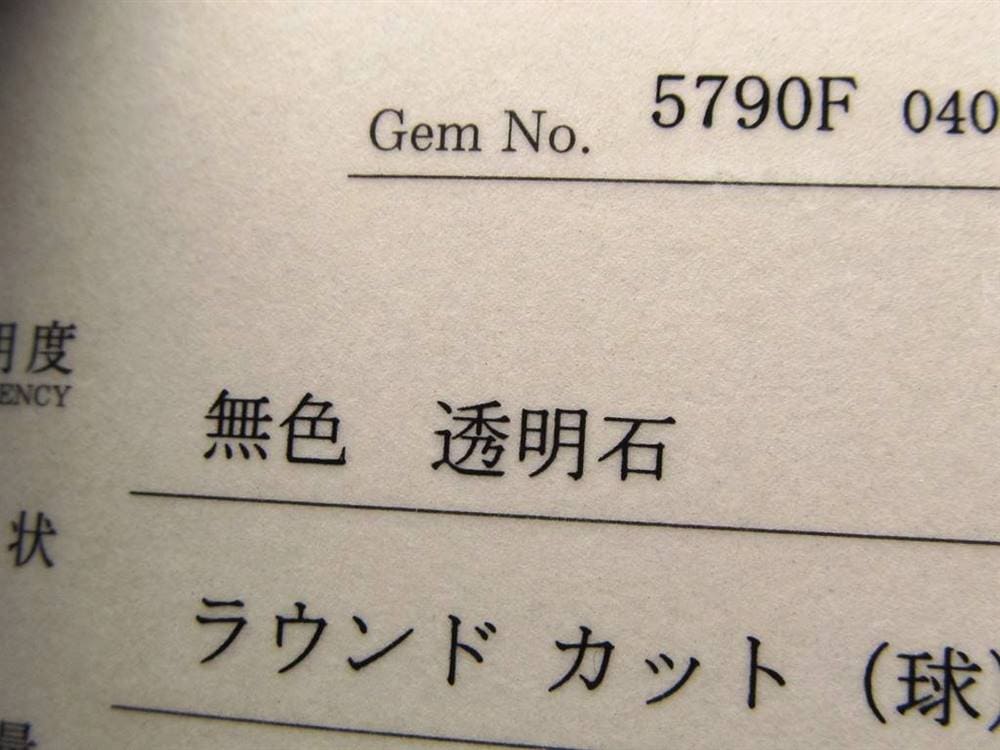 Gem No. 5790F 040
明度
ENCY
無色 透明石
状
ラウンド カット (球)
量